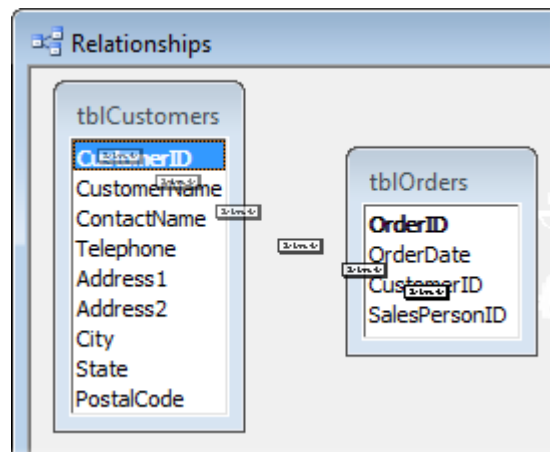 Relationships
tblCustomers
CustomerID
CustomerName
ContactName
Telephone
Address1
Address2
City
State
PostalCode
tblOrders
OrderID
OrderDate
CustomerID
SalesPersonID